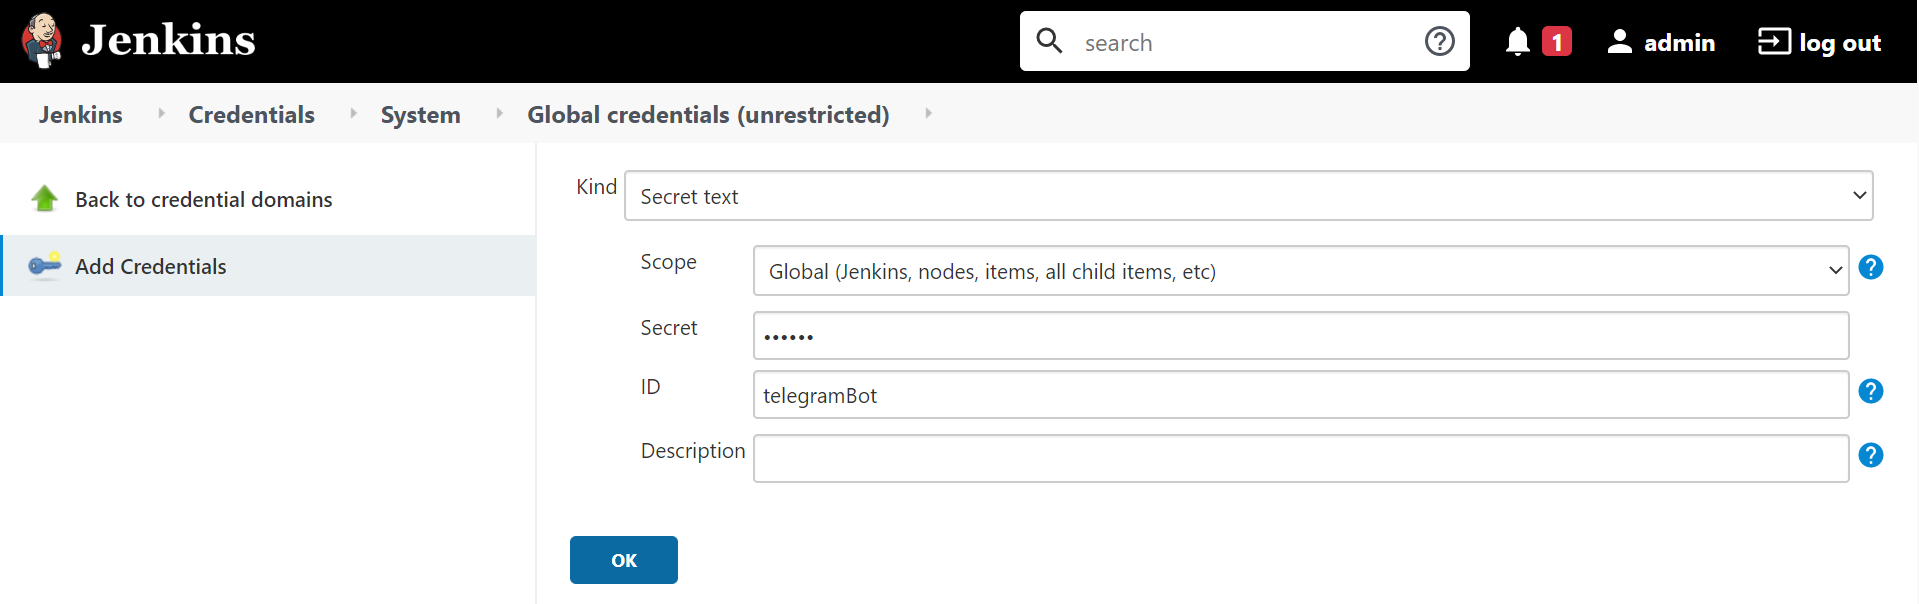 Jenkins
search
?
1
admin
log out
Jenkins
Credentials
System
Global credentials (unrestricted)
Back to credential domains
Add Credentials
Kind
Secret text
Scope
Global (Jenkins, nodes, items, all child items, etc)
?
Secret
••••••
ID
telegramBot
?
Description
?
OK